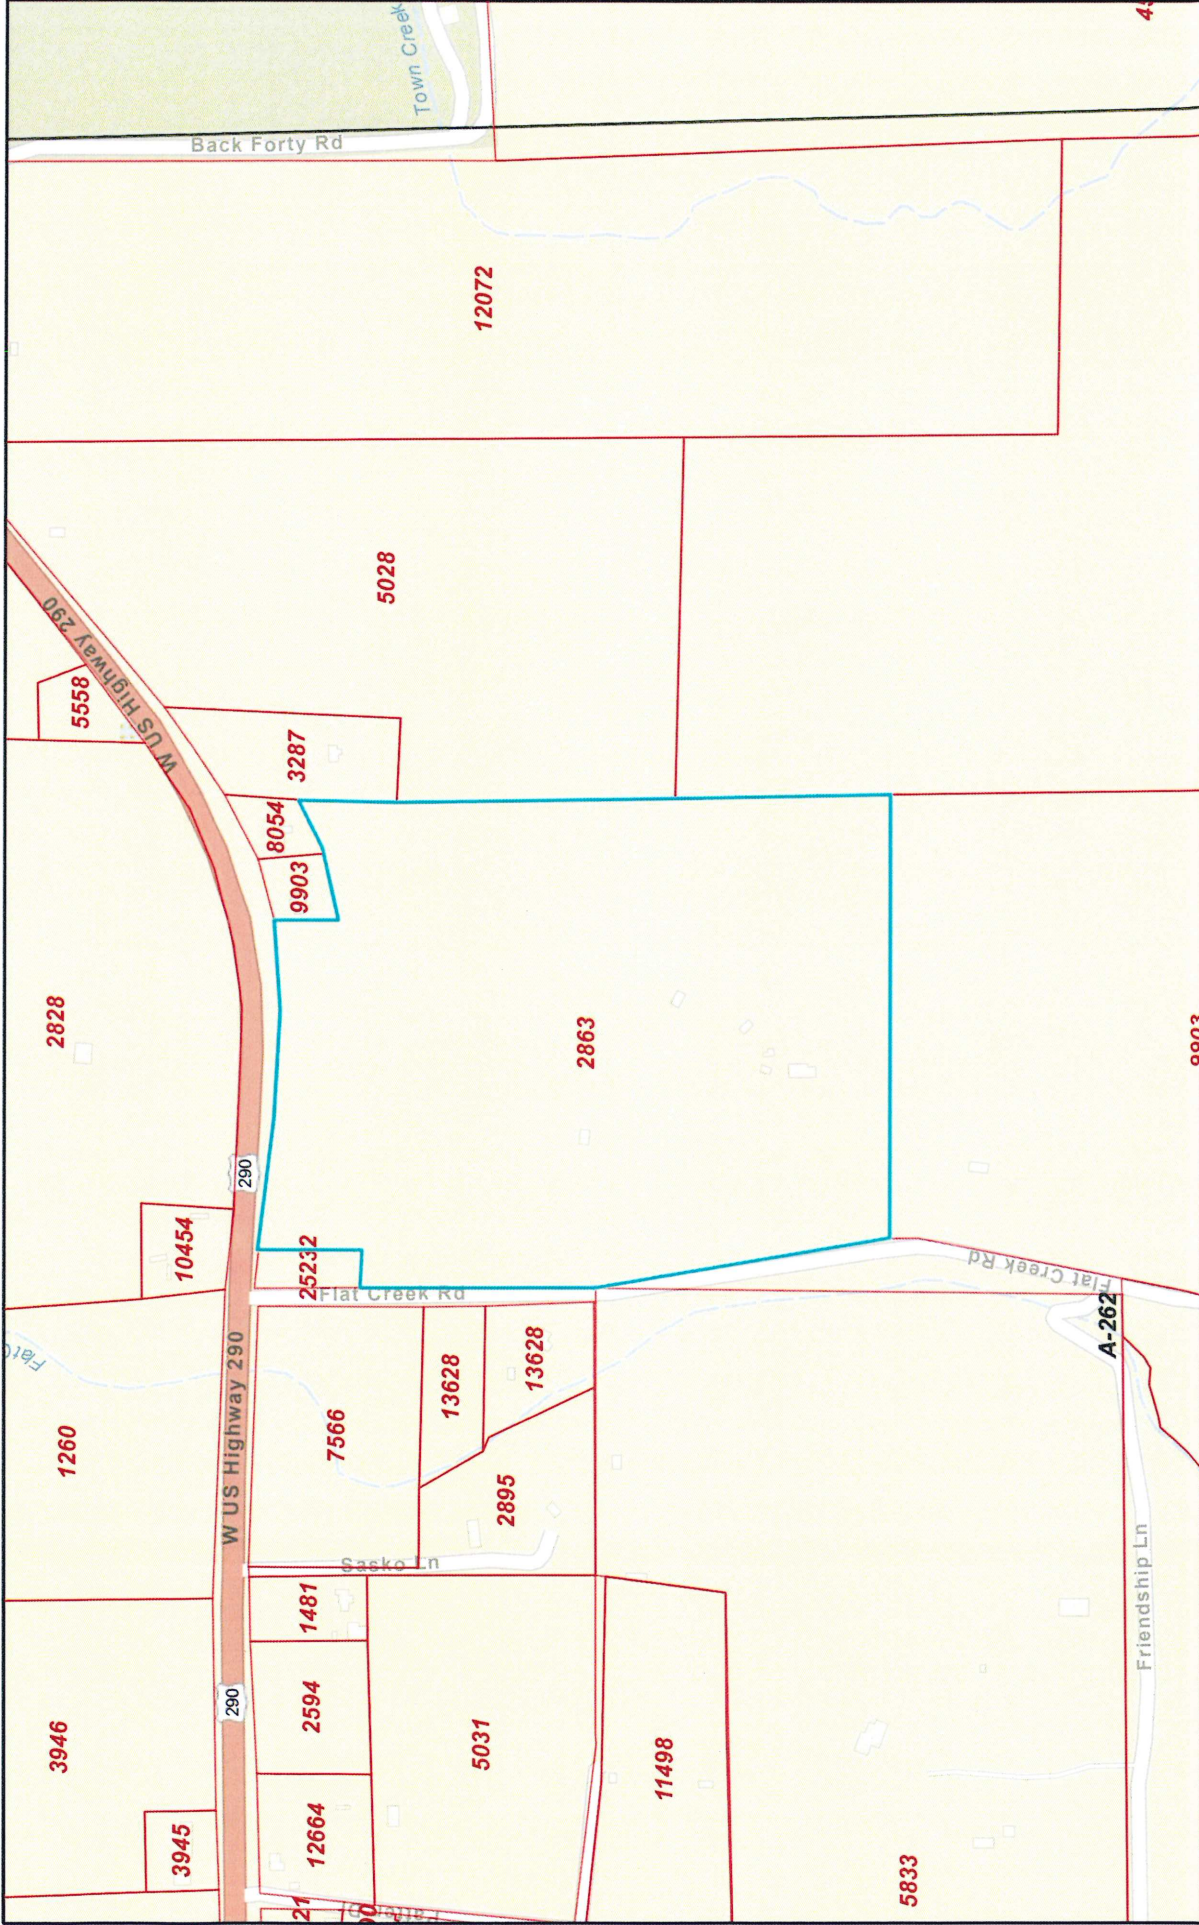 Town Creek
Back Forty Rd
12072
5028
W US Highway 290
5558
3287
8054
9903
2828
2863
290
10454
25232
Flat Creek Rd
Flat Creek Rd
A-262
1260
W US Highway 290
7566
13628
13628
2895
Sasko Ln
1481
2594
290
3946
5031
11498
Friendship Ln
3945
12664
5833